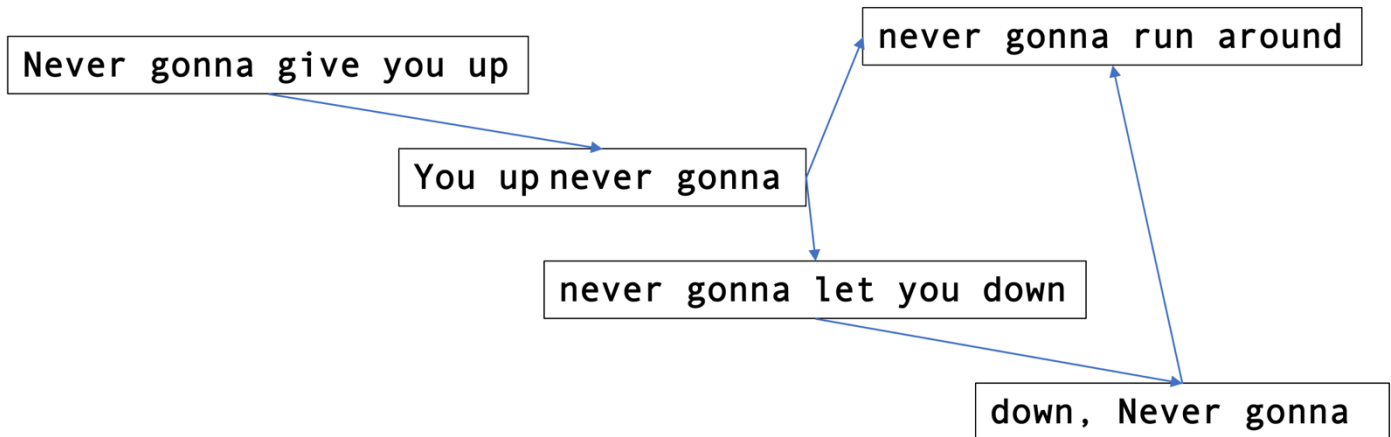 never gonna run around
Never gonna give you up
You up never gonna
never gonna let you down
down, Never gonna